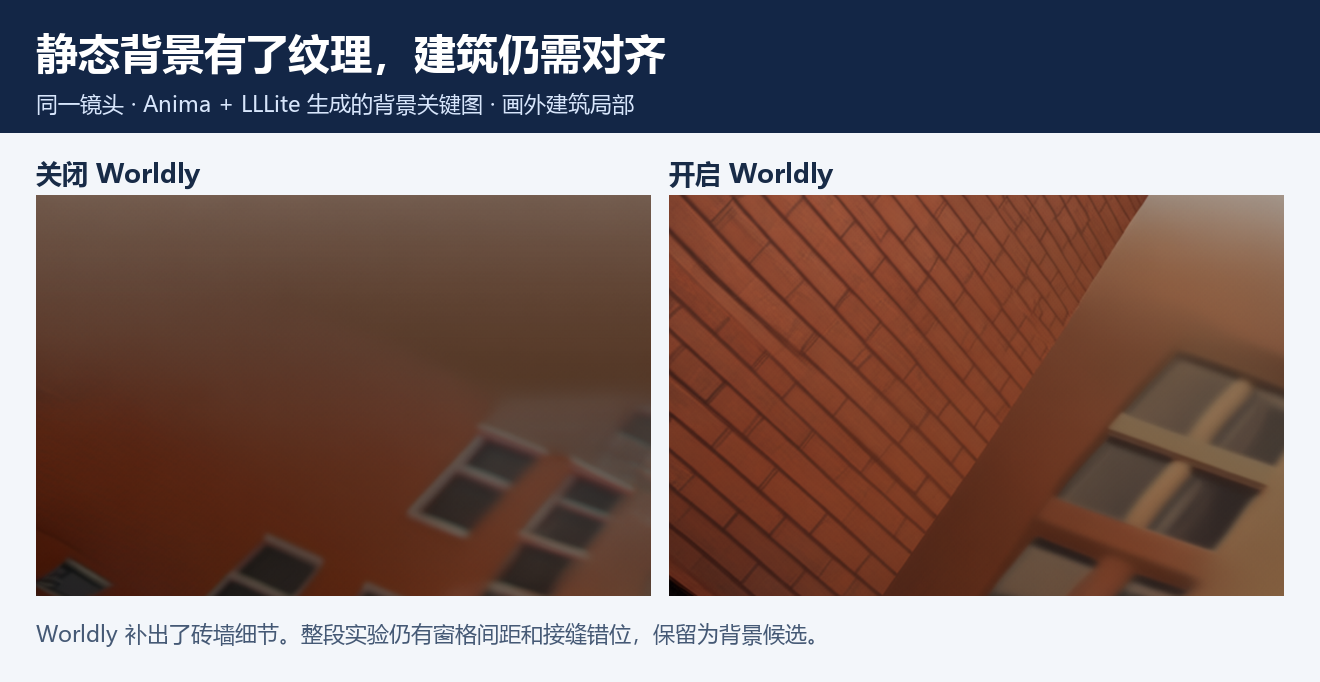 静态背景有了纹理，建筑仍需对齐
同一镜头 · Anima + LLLite 生成的背景关键图 · 画外建筑局部
关闭 Worldly
开启 Worldly
Worldly 补出了砖墙细节。整段实验仍有窗格间距和接缝错位，保留为背景候选。